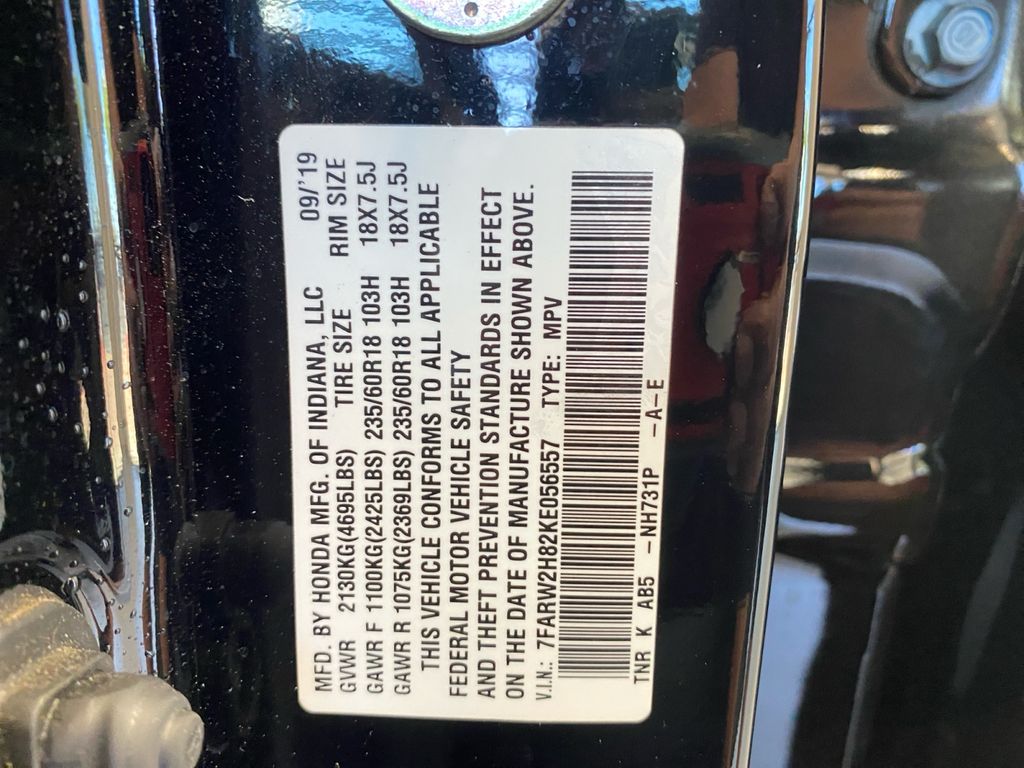 MFD. BY HONDA MFG. OF INDIANA, LLC 09/'19
GVWR 2130KG(4695LBS) TIRE SIZE RIM SIZE
GAWR F 1100KG(2425LBS) 235/60R18 103H 18X7.5J
GAWR R 1075KG(2369LBS) 235/60R18 103H 18X7.5J
THIS VEHICLE CONFORMS TO ALL APPLICABLE
FEDERAL MOTOR VEHICLE SAFETY
AND THEFT PREVENTION STANDARDS IN EFFECT
ON THE DATE OF MANUFACTURE SHOWN ABOVE.
V.I.N.: 7FARW2H82KE056557 TYPE: MPV
TNR K AB5 -NH731P -A-E